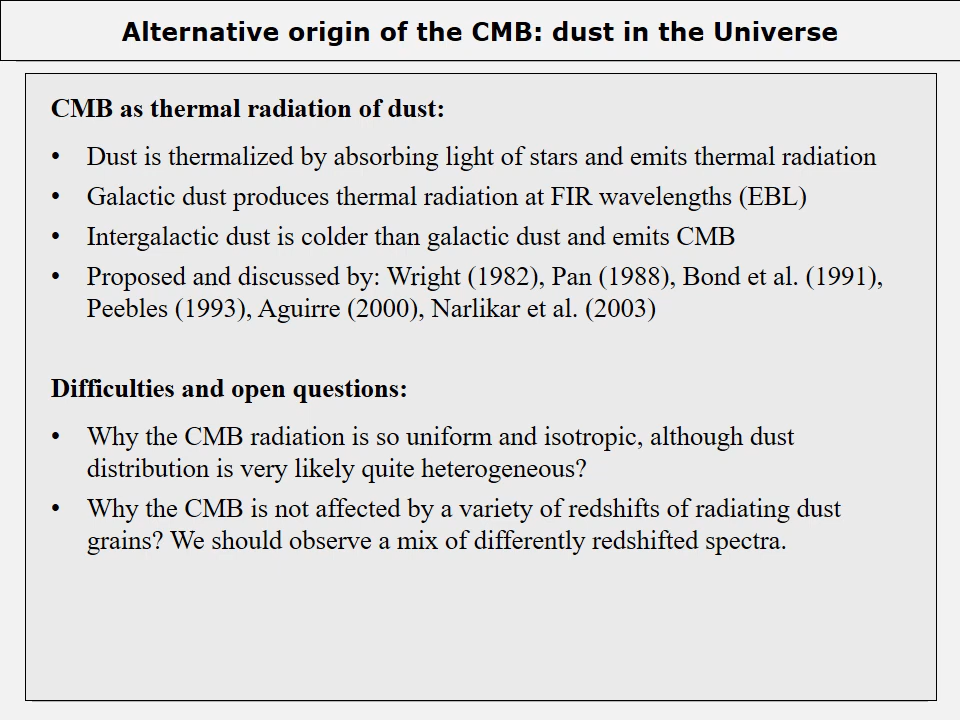 Alternative origin of the CMB: dust in the Universe
CMB as thermal radiation of dust:
• Dust is thermalized by absorbing light of stars and emits thermal radiation
• Galactic dust produces thermal radiation at FIR wavelengths (EBL)
• Intergalactic dust is colder than galactic dust and emits CMB
• Proposed and discussed by: Wright (1982), Pan (1988), Bond et al. (1991),
Peebles (1993), Aguirre (2000), Narlikar et al. (2003)
Difficulties and open questions:
• Why the CMB radiation is so uniform and isotropic, although dust
distribution is very likely quite heterogeneous?
• Why the CMB is not affected by a variety of redshifts of radiating dust
grains? We should observe a mix of differently redshifted spectra.